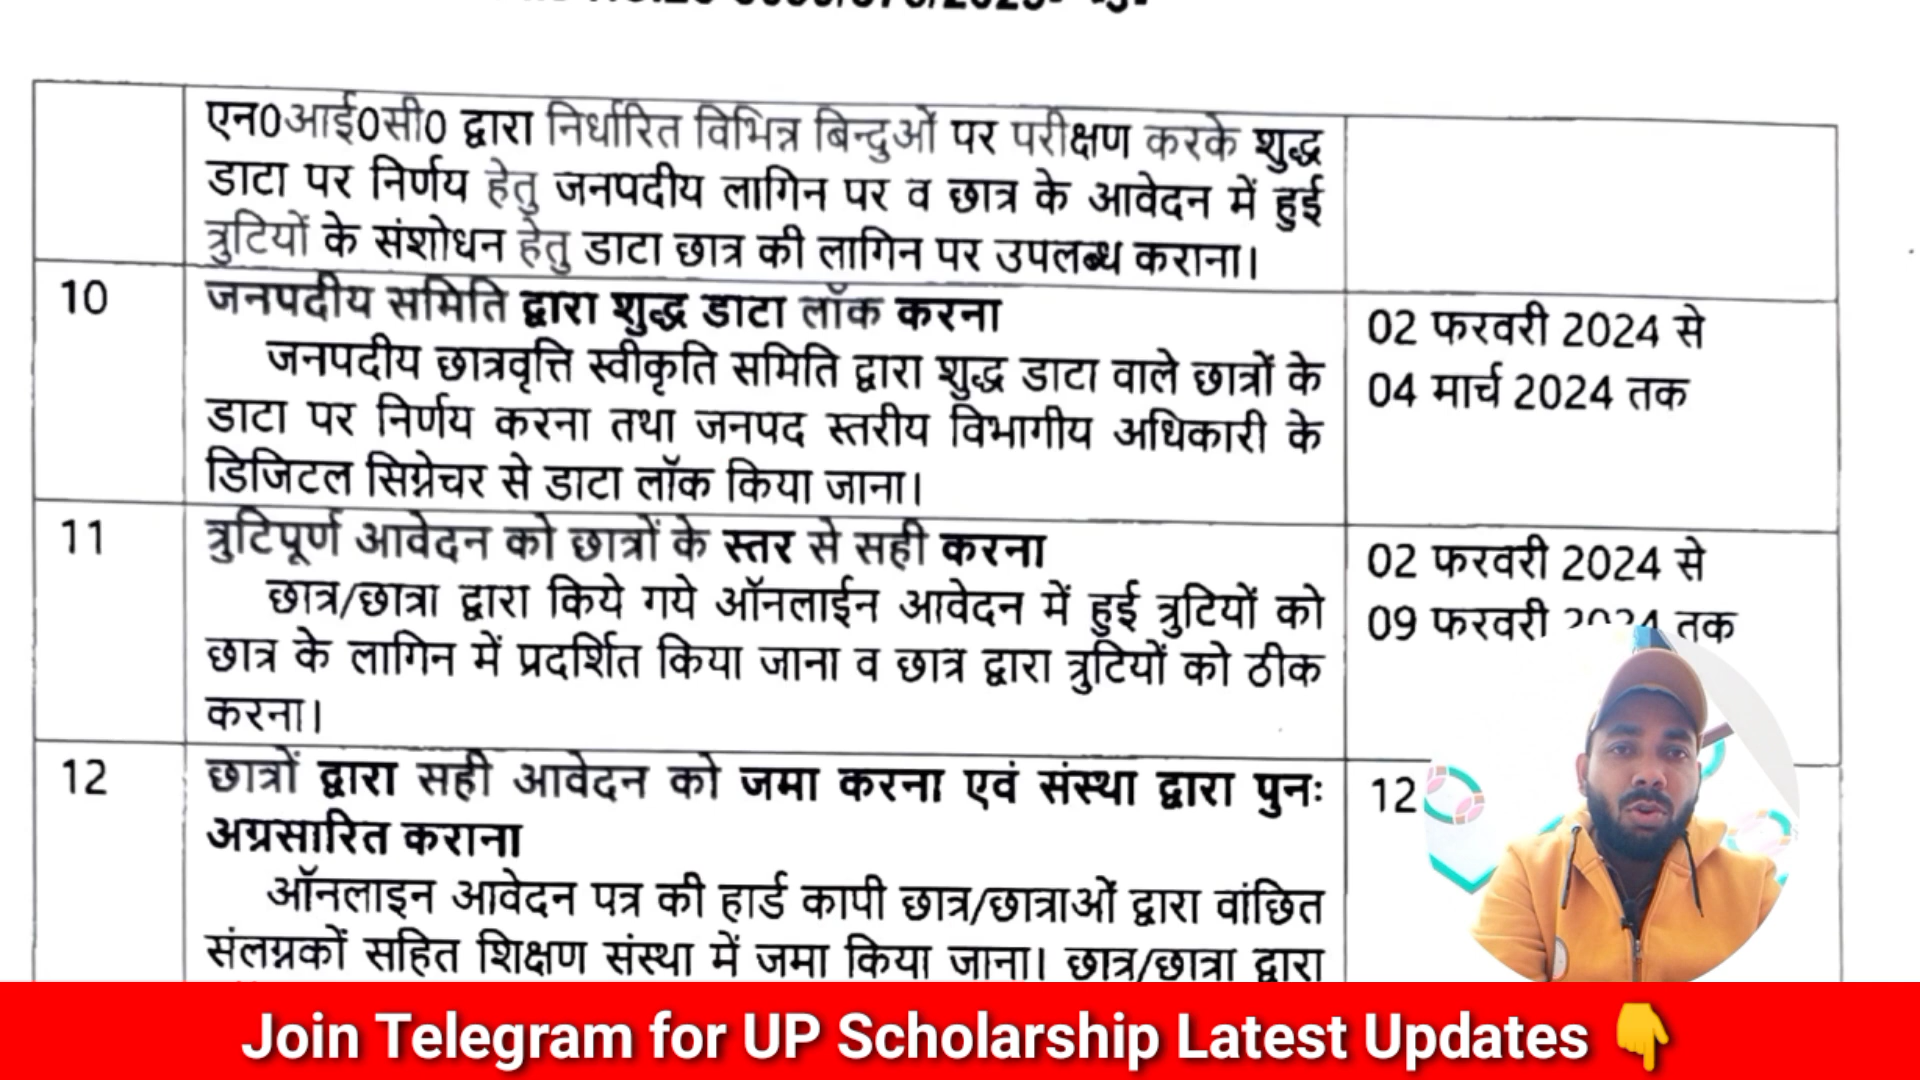 एन0आई0सी0 द्वारा निर्धारित विभिन्न बिन्दुओं पर परीक्षण करके शुद्ध
डाटा पर निर्णय हेतु जनपदीय लागिन पर व छात्र के आवेदन में हुई
त्रुटियों के संशोधन हेतु डाटा छात्र की लागिन पर उपलब्ध कराना।
10
जनपदीय समिति द्वारा शुद्ध डाटा लॉक करना
02 फरवरी 2024 से
जनपदीय छात्रवृत्ति स्वीकृति समिति द्वारा शुद्ध डाटा वाले छात्रों के
04 मार्च 2024 तक
डाटा पर निर्णय करना तथा जनपद स्तरीय विभागीय अधिकारी के
डिजिटल सिग्नेचर से डाटा लॉक किया जाना।
11
त्रुटिपूर्ण आवेदन को छात्रों के स्तर से सही करना
02 फरवरी 2024 से
छात्र/छात्रा द्वारा किये गये ऑनलाईन आवेदन में हुई त्रुटियों को
09 फरवरी 2024 तक
छात्र के लागिन में प्रदर्शित किया जाना व छात्र द्वारा त्रुटियों को ठीक
करना।
12
छात्रों द्वारा सही आवेदन को जमा करना एवं संस्था द्वारा पुनः
12
अग्रसारित कराना
ऑनलाइन आवेदन पत्र की हार्ड कापी छात्र/छात्राओं द्वारा वांछित
संलग्नकों सहित शिक्षण संस्था में जमा किया जाना। छात्र/छात्रा द्वारा
Join Telegram for UP Scholarship Latest Updates